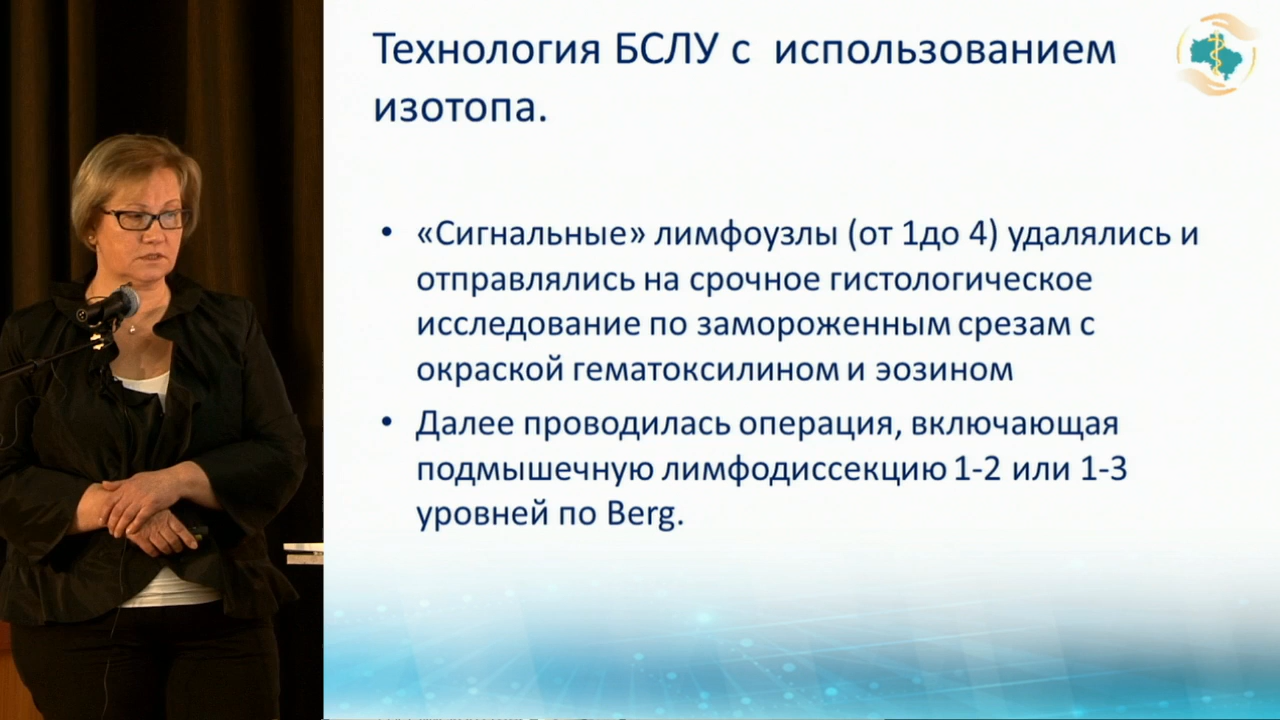 Технология БСЛУ с использованием
изотопа.
• «Сигнальные» лимфоузлы (от 1до 4) удалялись и
отправлялись на срочное гистологическое
исследование по замороженным срезам с
окраской гематоксилином и эозином
• Далее проводилась операция, включающая
подмышечную лимфодиссекцию 1-2 или 1-3
уровней по Berg.